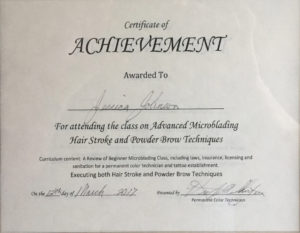 Certificate of
ACHIEVEMENT
Awarded To
Jessica Johnson
For attending the class on Advanced Microblading
Hair Stroke and Powder Brow Techniques
Curriculum content: A Review of Beginner Microblading Class, including laws, insurance, licensing and
sanitation for a permanent color technician and tattoo establishment.
Executing both Hair Stroke and Powder Brow Techniques
On the 12th day of March 2017 Presented by
Permanent Color Technician